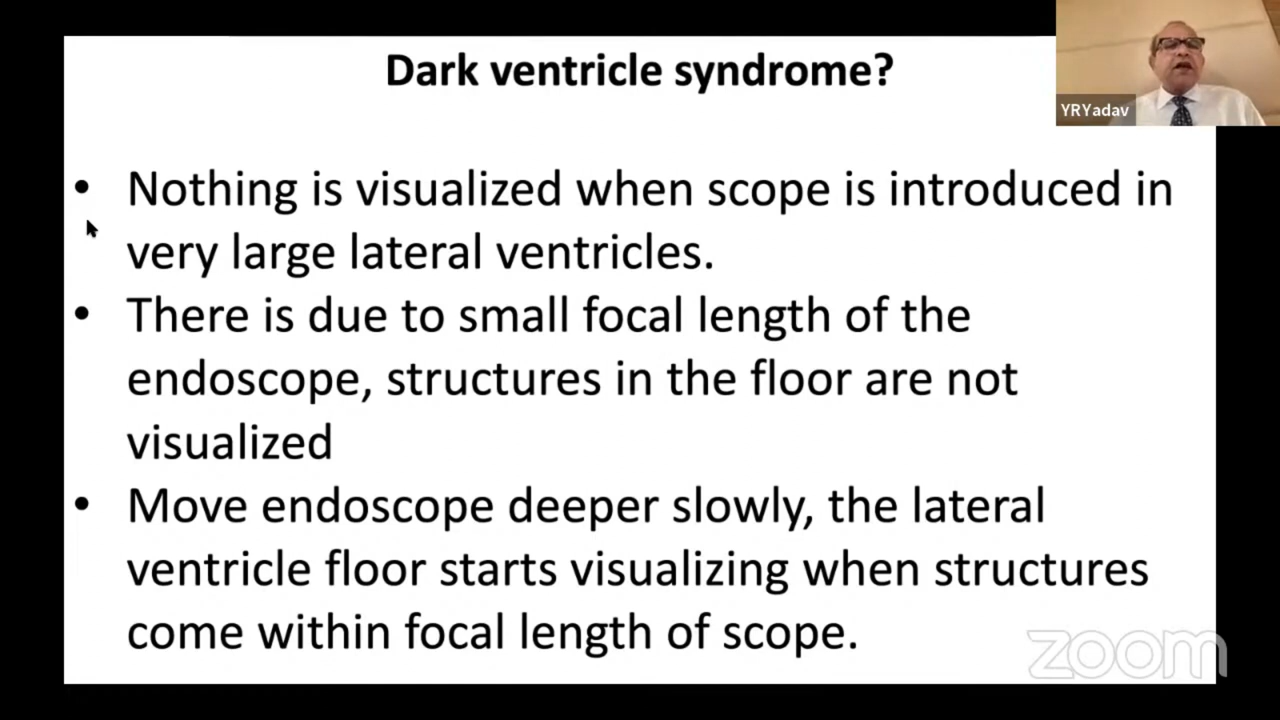 Dark ventricle syndrome?
YRYadav
• Nothing is visualized when scope is introduced in
very large lateral ventricles.
• There is due to small focal length of the
endoscope, structures in the floor are not
visualized
• Move endoscope deeper slowly, the lateral
ventricle floor starts visualizing when structures
come within focal length of scope.
zoom